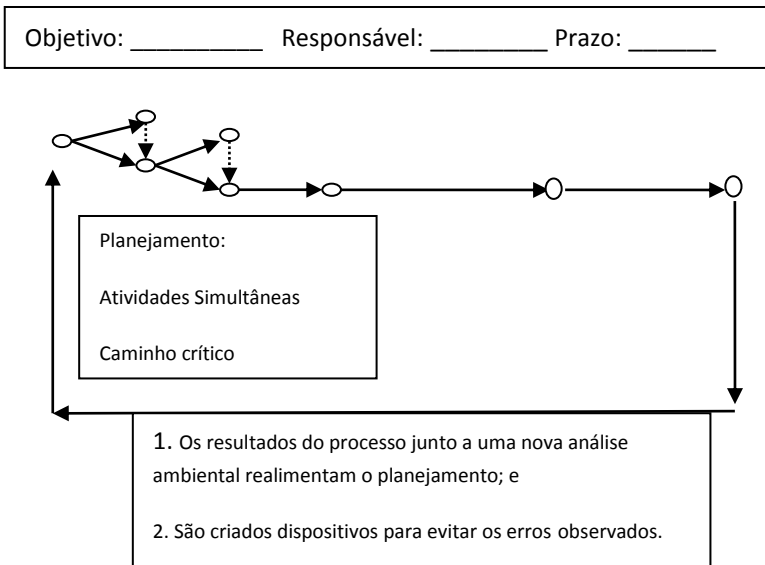 Objetivo: __________ Responsável: _________ Prazo: _______
Planejamento:
Atividades Simultâneas
Caminho crítico
1. Os resultados do processo junto a uma nova análise
ambiental realimentam o planejamento; e
2. São criados dispositivos para evitar os erros observados.